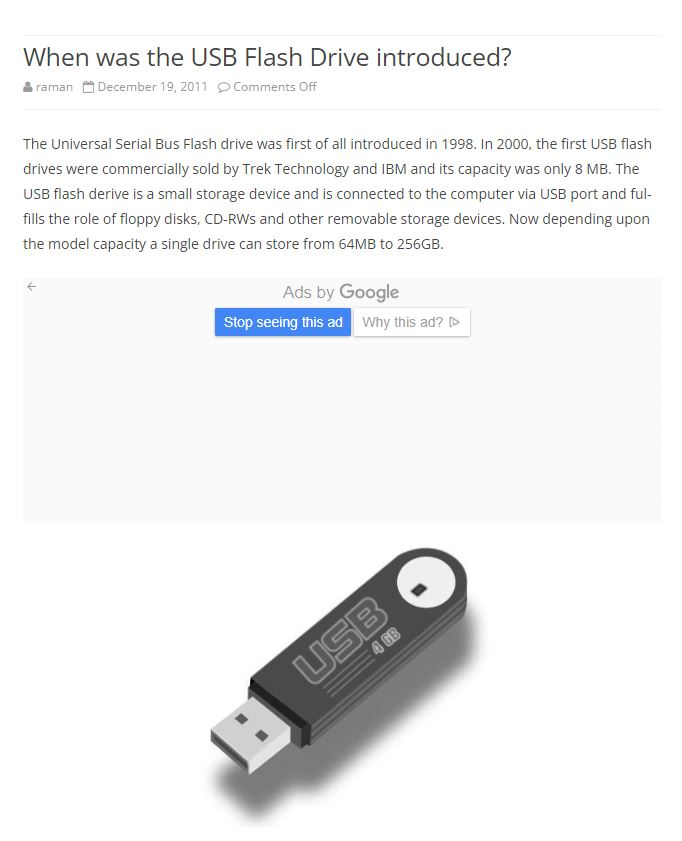 When was the USB Flash Drive introduced?
raman December 19, 2011 Comments Off
The Universal Serial Bus Flash drive was first of all introduced in 1998. In 2000, the first USB flash
drives were commercially sold by Trek Technology and IBM and its capacity was only 8 MB. The
USB flash derive is a small storage device and is connected to the computer via USB port and ful-
fills the role of floppy disks, CD-RWs and other removable storage devices. Now depending upon
the model capacity a single drive can store from 64MB to 256GB.
Ads by Google
Stop seeing this ad Why this ad?
USB
4 GB